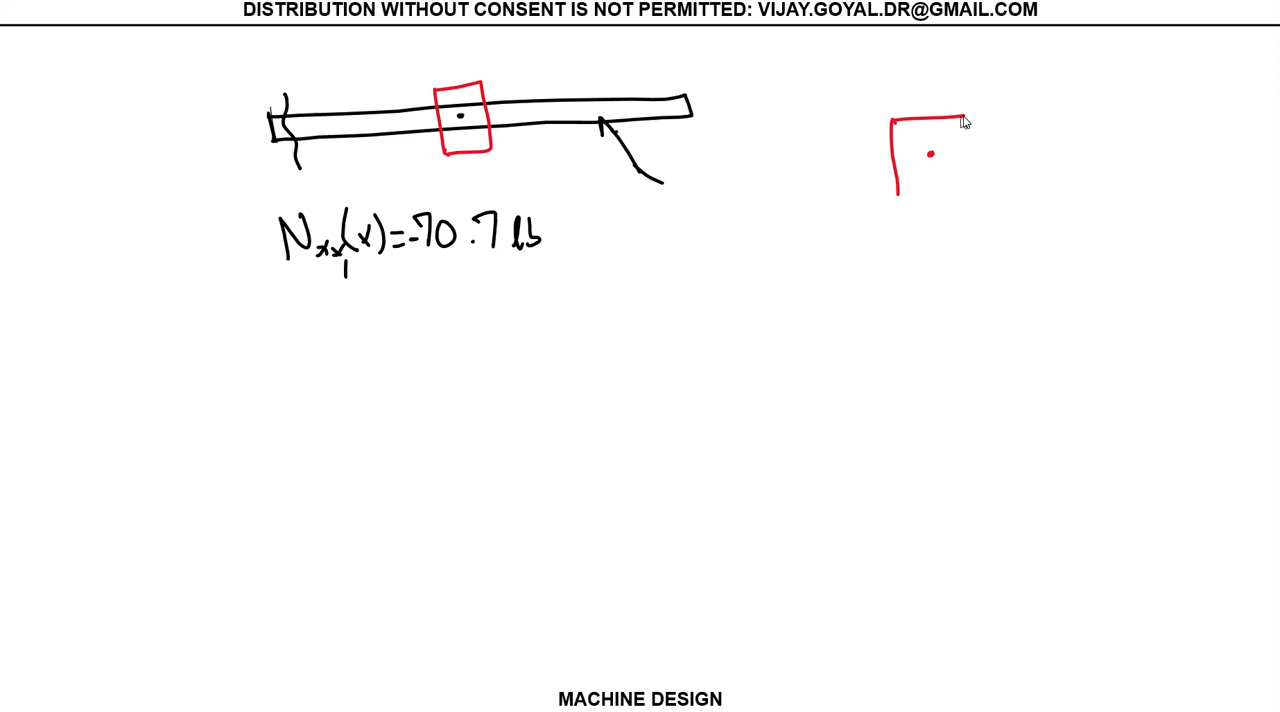 DISTRIBUTION WITHOUT CONSENT IS NOT PERMITTED: VIJAY.GOYAL.DR@GMAIL.COM
Nxx(x)=-70.7 lb
MACHINE DESIGN